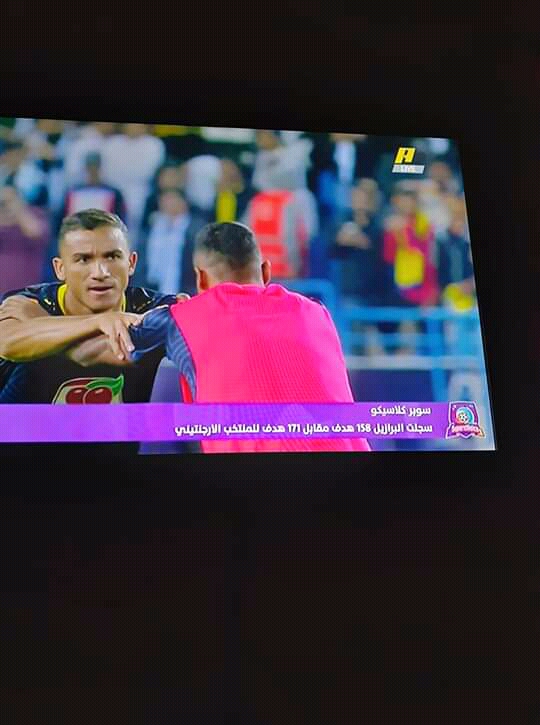 سوبر كلاسيكو
سجلت البرازيل 158 هدف مقابل 171 هدف للمنتخب الارجنتيني